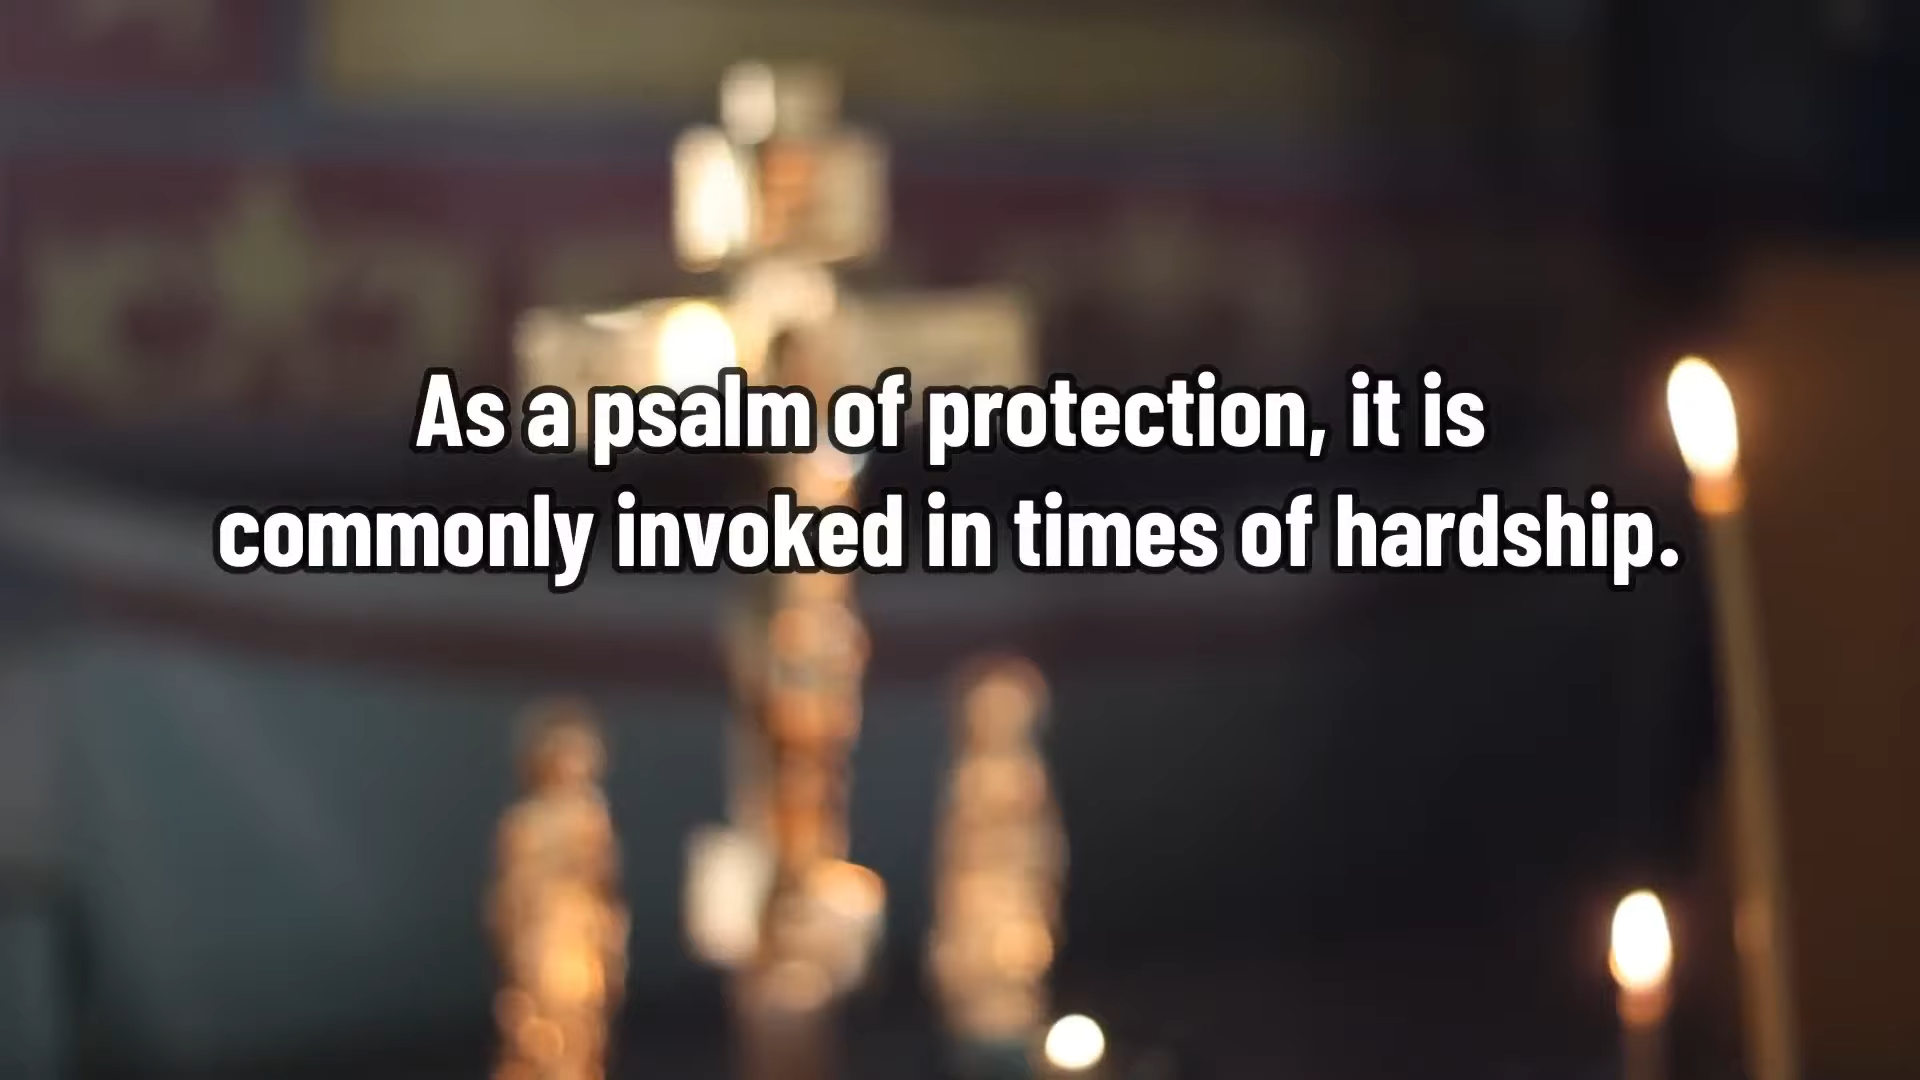 As a psalm of protection, it is
commonly invoked in times of hardship.